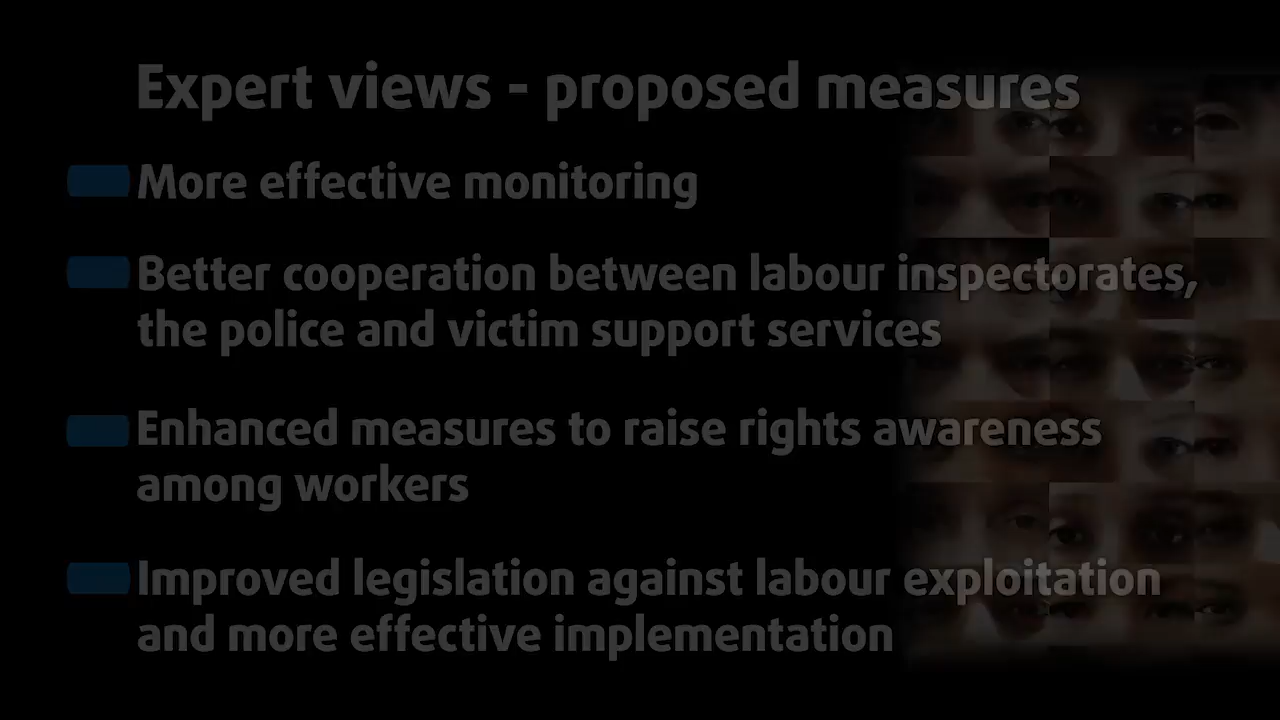 Expert views - proposed measures
More effective monitoring
Better cooperation between labour inspectorates,
the police and victim support services
Enhanced measures to raise rights awareness
among workers
Improved legislation against labour exploitation
and more effective implementation